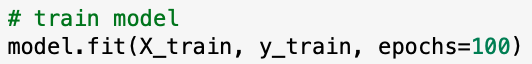 # train model
model.fit(X_train, y_train, epochs=100)